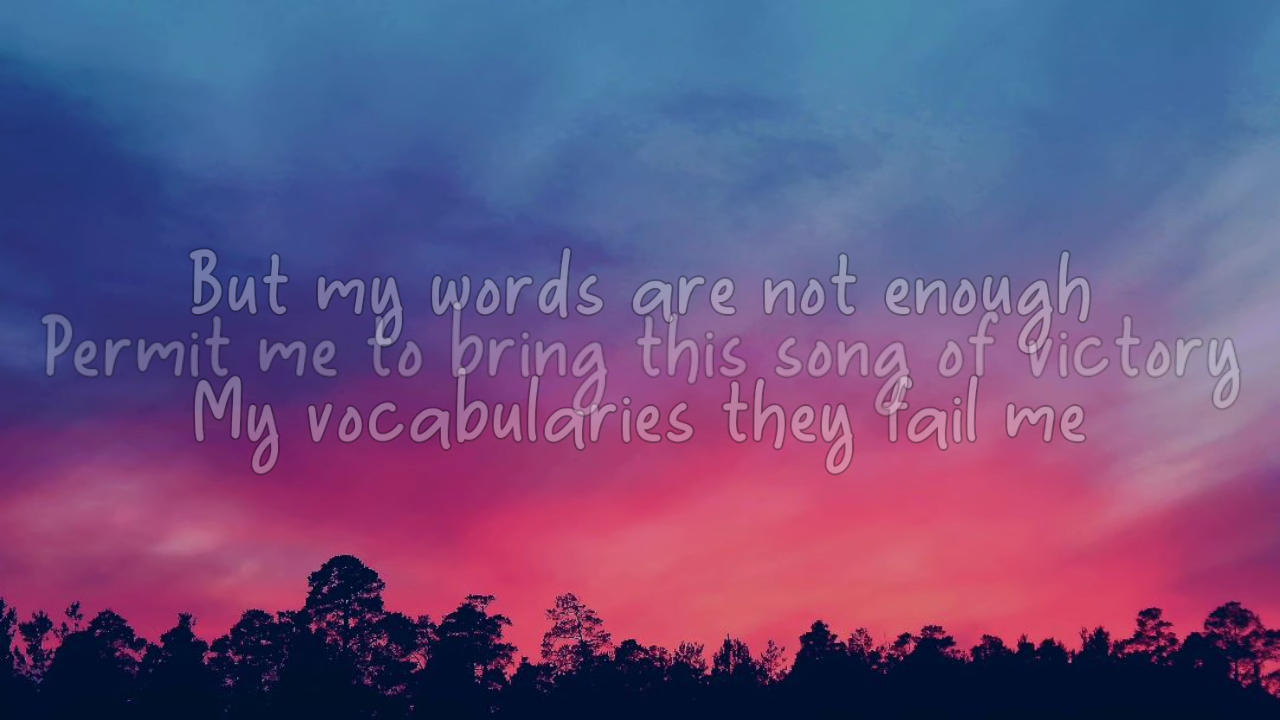 But my words are not enough
Permit me to bring this song of victory
My vocabularies they fail me